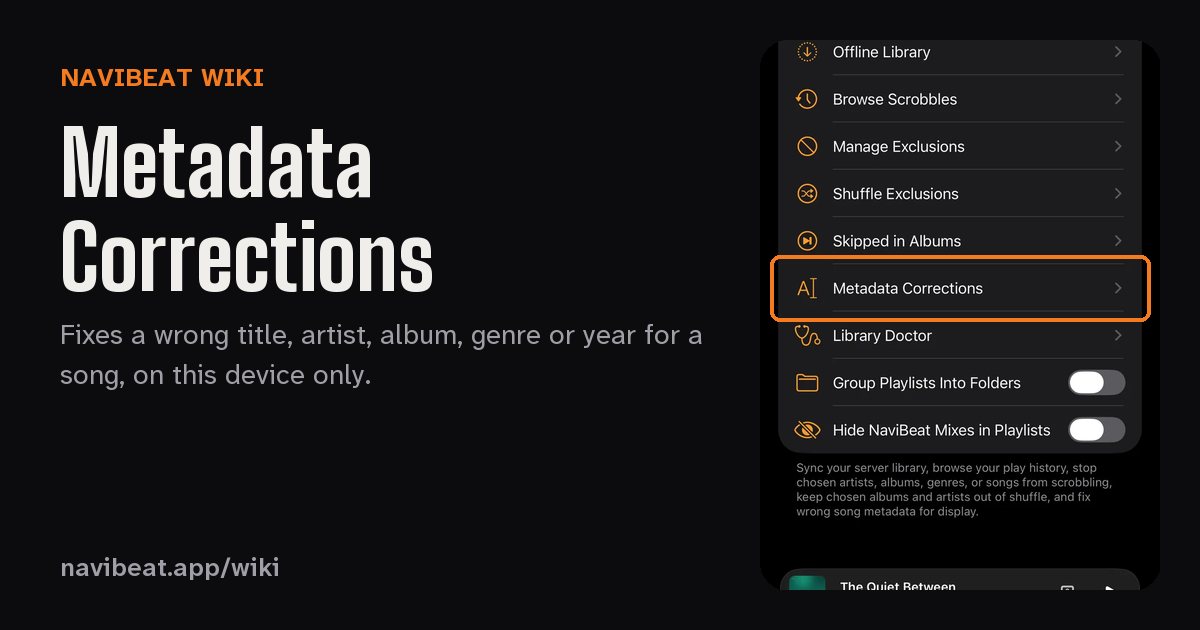 NAVIBEAT WIKI
Metadata
Corrections
Fixes a wrong title, artist, album, genre or year for a
song, on this device only.
navibeat.app/wiki
Offline Library
Browse Scrobbles
Manage Exclusions
Shuffle Exclusions
Skipped in Albums
Metadata Corrections
Library Doctor
Group Playlists Into Folders
Hide NaviBeat Mixes in Playlists
Sync your server library, browse your play history, stop
chosen artists, albums, genres, or songs from scrobbling,
keep chosen albums and artists out of shuffle, and fix
wrong song metadata for display.
The Quiet Between